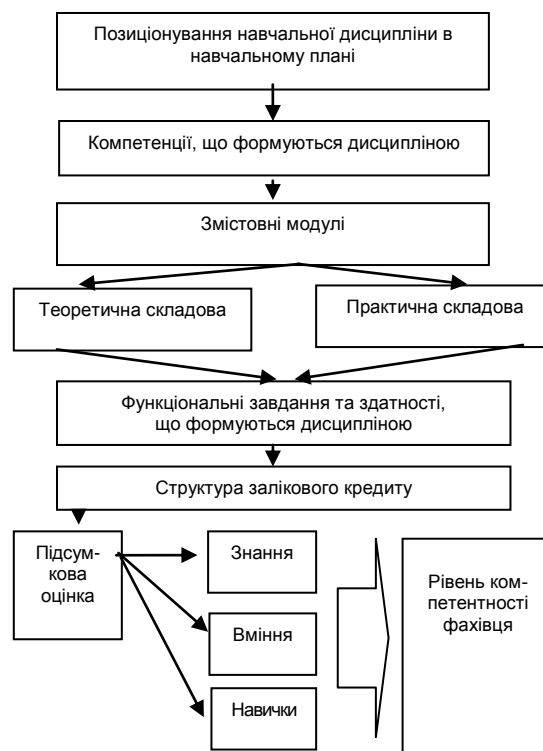 Позиціонування навчальної дисципліни в
навчальному плані
Компетенції, що формуються дисципліною
Змістовні модулі
Теоретична складова
Практична складова
Функціональні завдання та здатності,
що формуються дисципліною
Структура залікового кредиту
Підсум-
кова
оцінка
Знання
Вміння
Навички
Рівень ком-
петентності
фахівця